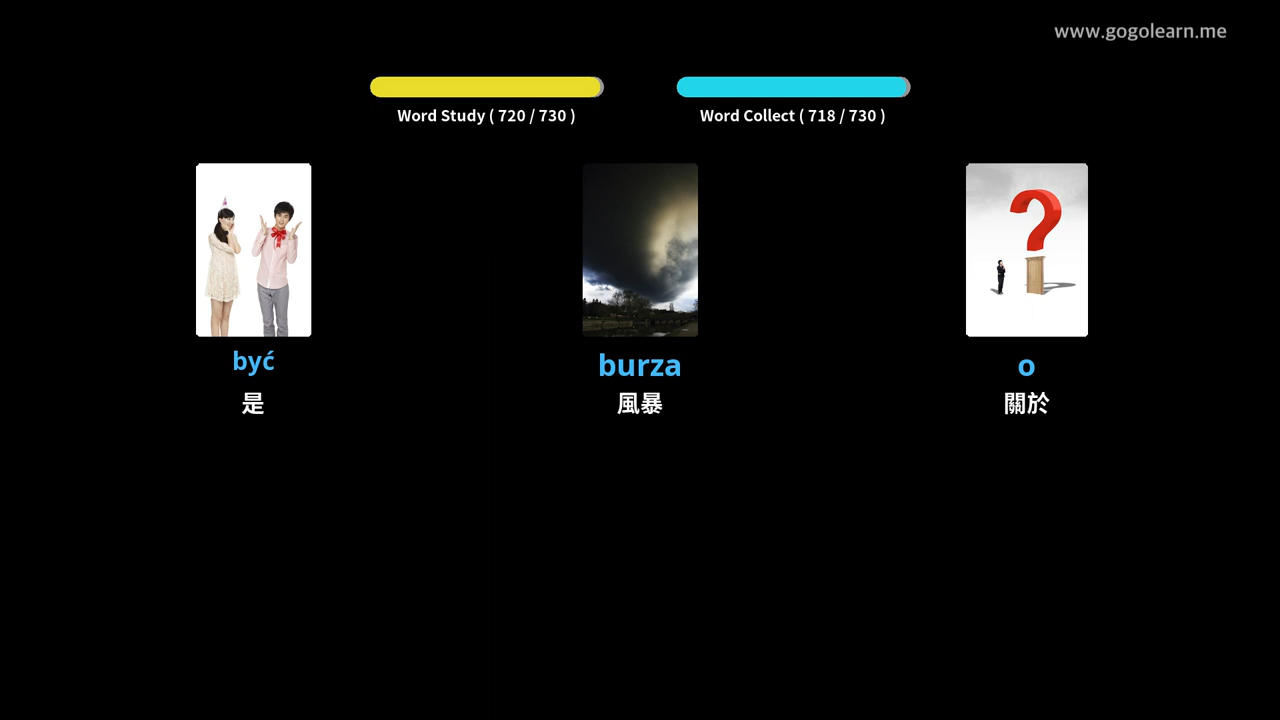 www.gogolearn.me
Word Study ( 720 / 730 )
Word Collect ( 718 / 730 )
być
burza
o
是
風暴
關於